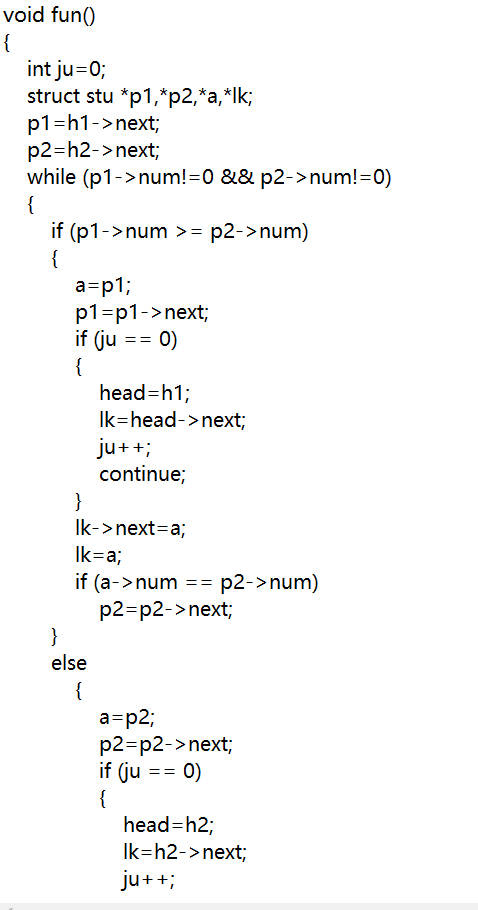 void fun()
{
int ju=0;
struct stu *p1,*p2,*a,*lk;
p1=h1->next;
p2=h2->next;
while (p1->num!=0 && p2->num!=0)
{
if (p1->num >= p2->num)
{
a=p1;
p1=p1->next;
if (ju == 0)
{
head=h1;
lk=head->next;
ju++;
continue;
}
lk->next=a;
lk=a;
if (a->num == p2->num)
p2=p2->next;
}
else
{
a=p2;
p2=p2->next;
if (ju == 0)
{
head=h2;
lk=h2->next;
ju++;